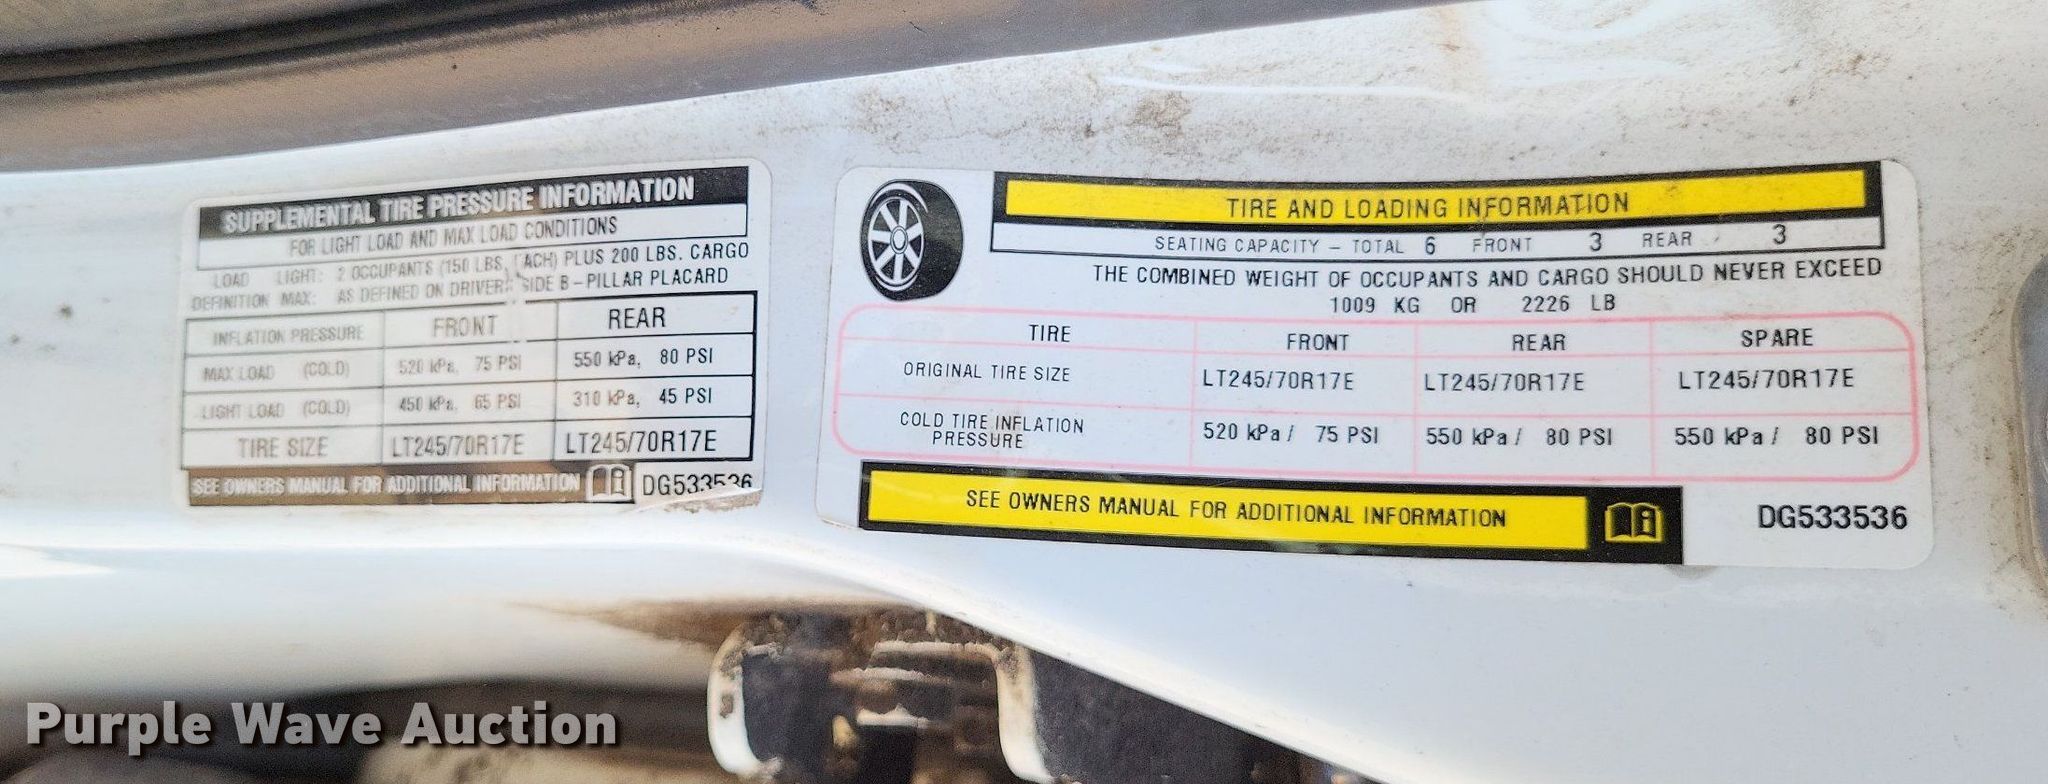 SUPPLEMENTAL TIRE PRESSURE INFORMATION
FOR LIGHT LOAD AND MAX LOAD CONDITIONS
LOAD LIGHT: 2 OCCUPANTS (150 LBS. EACH) PLUS 200 LBS. CARGO
DEFINITION MAX: AS DEFINED ON DRIVER'S SIDE B-PILLAR PLACARD
INFLATION PRESSURE FRONT REAR
MAX LOAD (COLD) 520 kPa, 75 PSI 550 kPa, 80 PSI
LIGHT LOAD (COLD) 450 kPa, 65 PSI 310 kPa, 45 PSI
TIRE SIZE LT245/70R17E LT245/70R17E
SEE OWNERS MANUAL FOR ADDITIONAL INFORMATION DG533536
TIRE AND LOADING INFORMATION
SEATING CAPACITY – TOTAL 6 FRONT 3 REAR 3
THE COMBINED WEIGHT OF OCCUPANTS AND CARGO SHOULD NEVER EXCEED
1009 KG OR 2226 LB
TIRE FRONT REAR SPARE
ORIGINAL TIRE SIZE LT245/70R17E LT245/70R17E LT245/70R17E
COLD TIRE INFLATION
PRESSURE 520 kPa / 75 PSI 550 kPa / 80 PSI 550 kPa / 80 PSI
SEE OWNERS MANUAL FOR ADDITIONAL INFORMATION DG533536
Purple Wave Auction